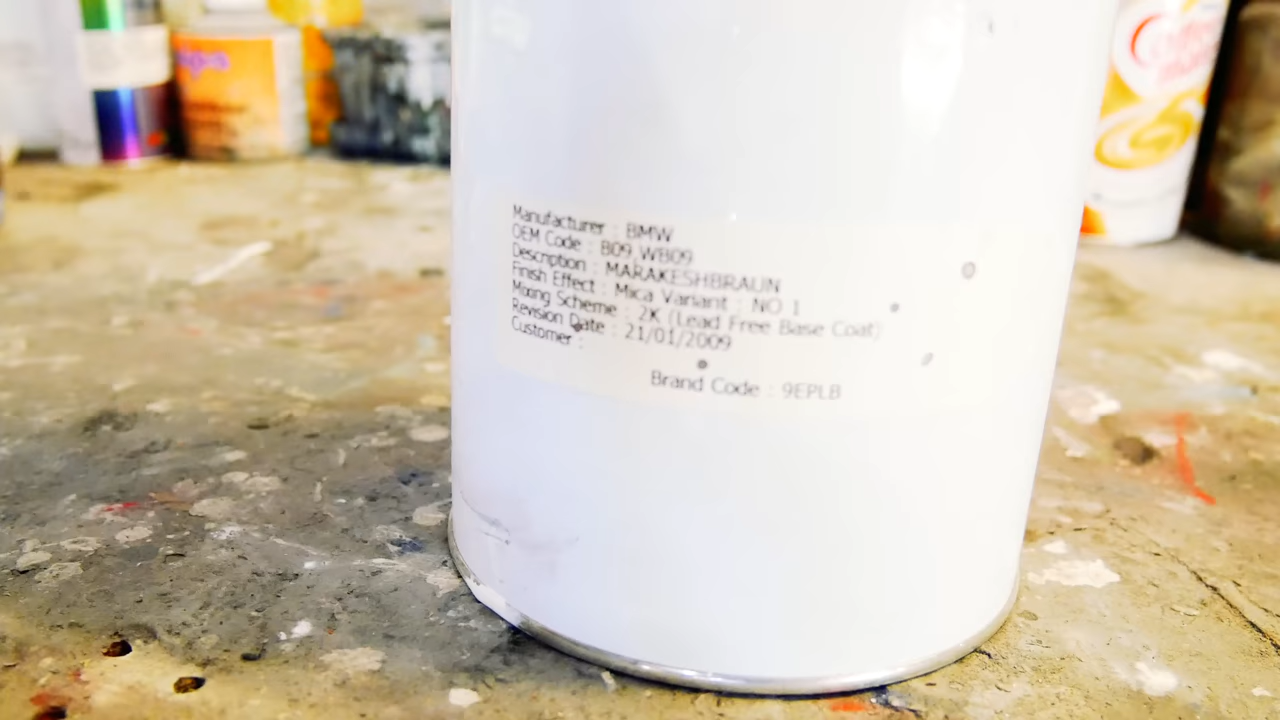 Manufacturer : BMW
OEM Code : B09,WB09
Description : MARAKESHBRAUN
Finish Effect : Mica Variant : NO 1
Mixing Scheme : 2K (Lead Free Base Coat)
Revision Date : 21/01/2009
Customer :
Brand Code : 9EPLB